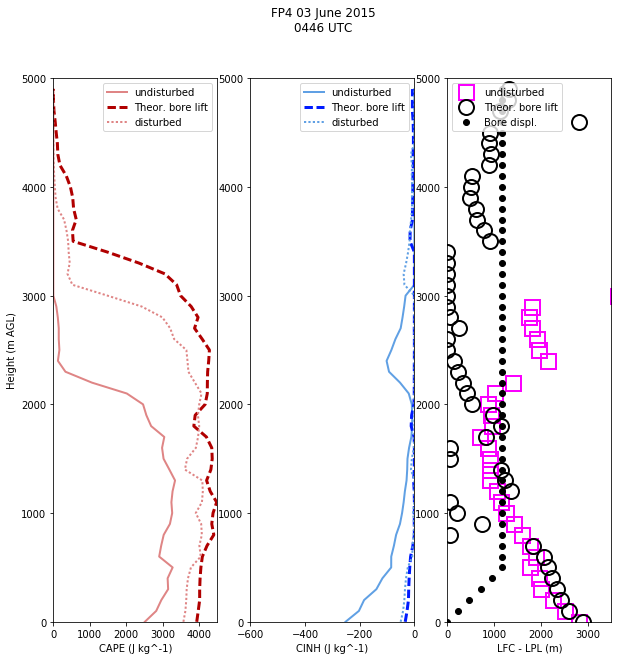 FP4 03 June 2015
0446 UTC
undisturbed
Theor. bore lift
disturbed
undisturbed
Theor. bore lift
disturbed
undisturbed
Theor. bore lift
Bore displ.
Height (m AGL)
5000
4000
3000
2000
1000
0
0 1000 2000 3000 4000
CAPE (J kg^-1)
5000
4000
3000
2000
1000
0
−600 −400 −200 0
CINH (J kg^-1)
5000
4000
3000
2000
1000
0
0 1000 2000 3000
LFC - LPL (m)